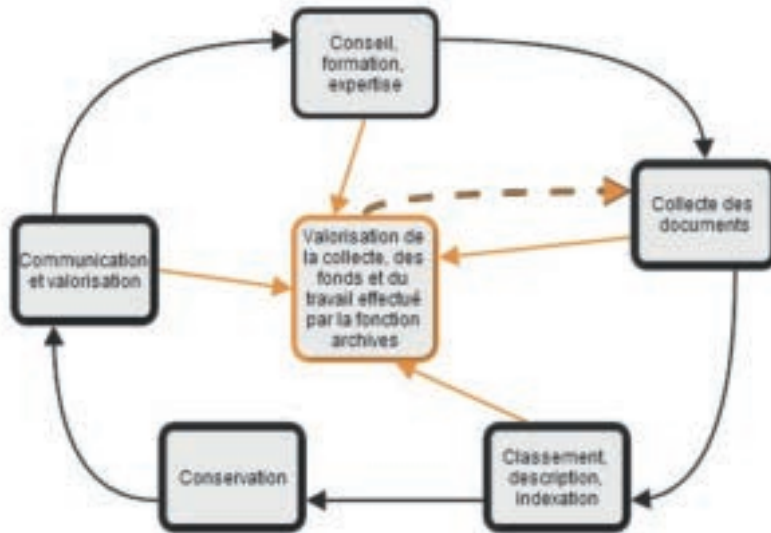 Conseil,
formation,
expertise
Collecte des
documents
Valorisation de
la collecte, des
fonds et du
travail effectué
par la fonction
archives
Communication
et valorisation
Classement,
description,
indexation
Conservation